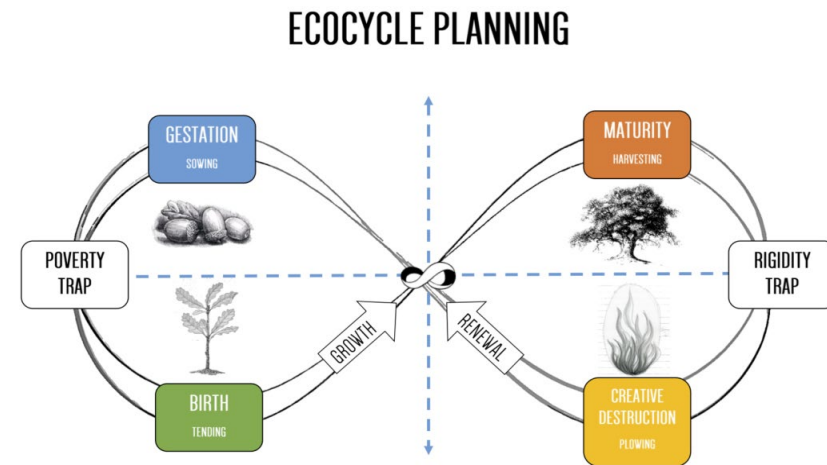 ECOCYCLE PLANNING
GESTATION
SOWING
MATURITY
HARVESTING
POVERTY
TRAP
RIGIDITY
TRAP
GROWTH
RENEWAL
BIRTH
TENDING
CREATIVE
DESTRUCTION
PLOWING